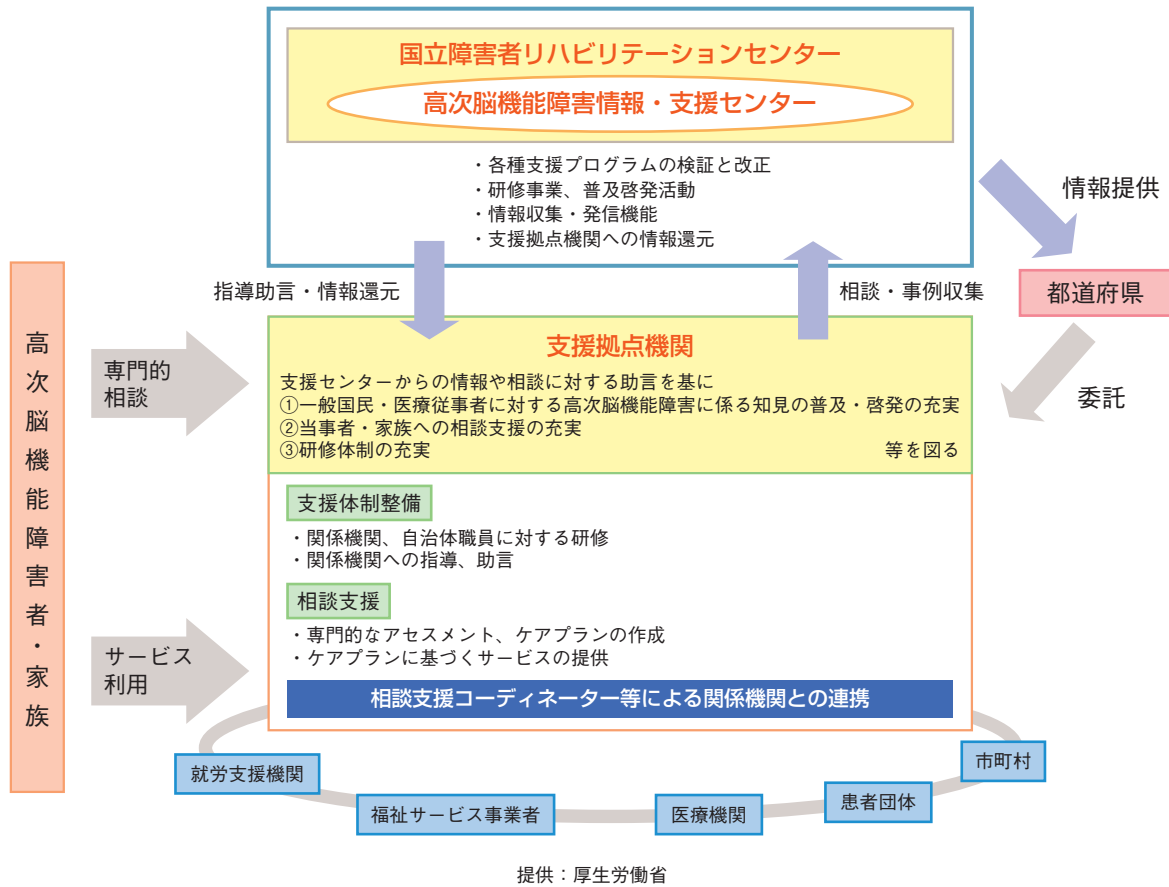 国立障害者リハビリテーションセンター
高次脳機能障害情報・支援センター
・各種支援プログラムの検証と改正
・研修事業、普及啓発活動
・情報収集・発信機能
・支援拠点機関への情報還元
情報提供
指導助言・情報還元
相談・事例収集
都道府県
委託
高次脳機能障害者・家族
専門的
相談
支援拠点機関
支援センターからの情報や相談に対する助言を基に
①一般国民・医療従事者に対する高次脳機能障害に係る知見の普及・啓発の充実
②当事者・家族への相談支援の充実
③研修体制の充実 等を図る
支援体制整備
・関係機関、自治体職員に対する研修
・関係機関への指導、助言
相談支援
・専門的なアセスメント、ケアプランの作成
・ケアプランに基づくサービスの提供
サービス
利用
相談支援コーディネーター等による関係機関との連携
就労支援機関
福祉サービス事業者
医療機関
患者団体
市町村
提供：厚生労働省